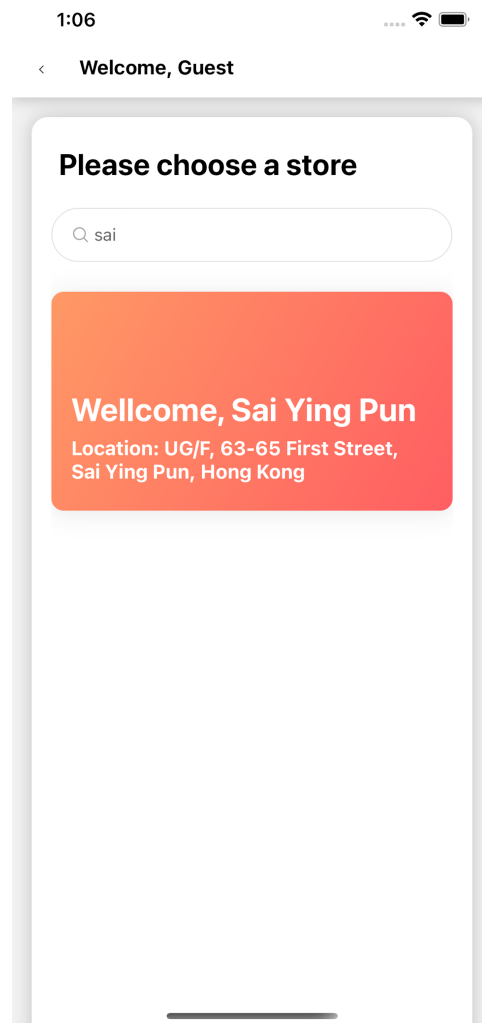 1:06
Welcome, Guest
Please choose a store
sai
Wellcome, Sai Ying Pun
Location: UG/F, 63-65 First Street,
Sai Ying Pun, Hong Kong